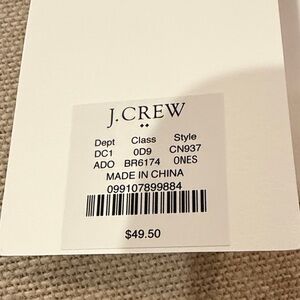 J.CREW
Dept Class Style
DC1 0D9 CN937
ADO BR6174 0NES
MADE IN CHINA
099107899884
$49.50